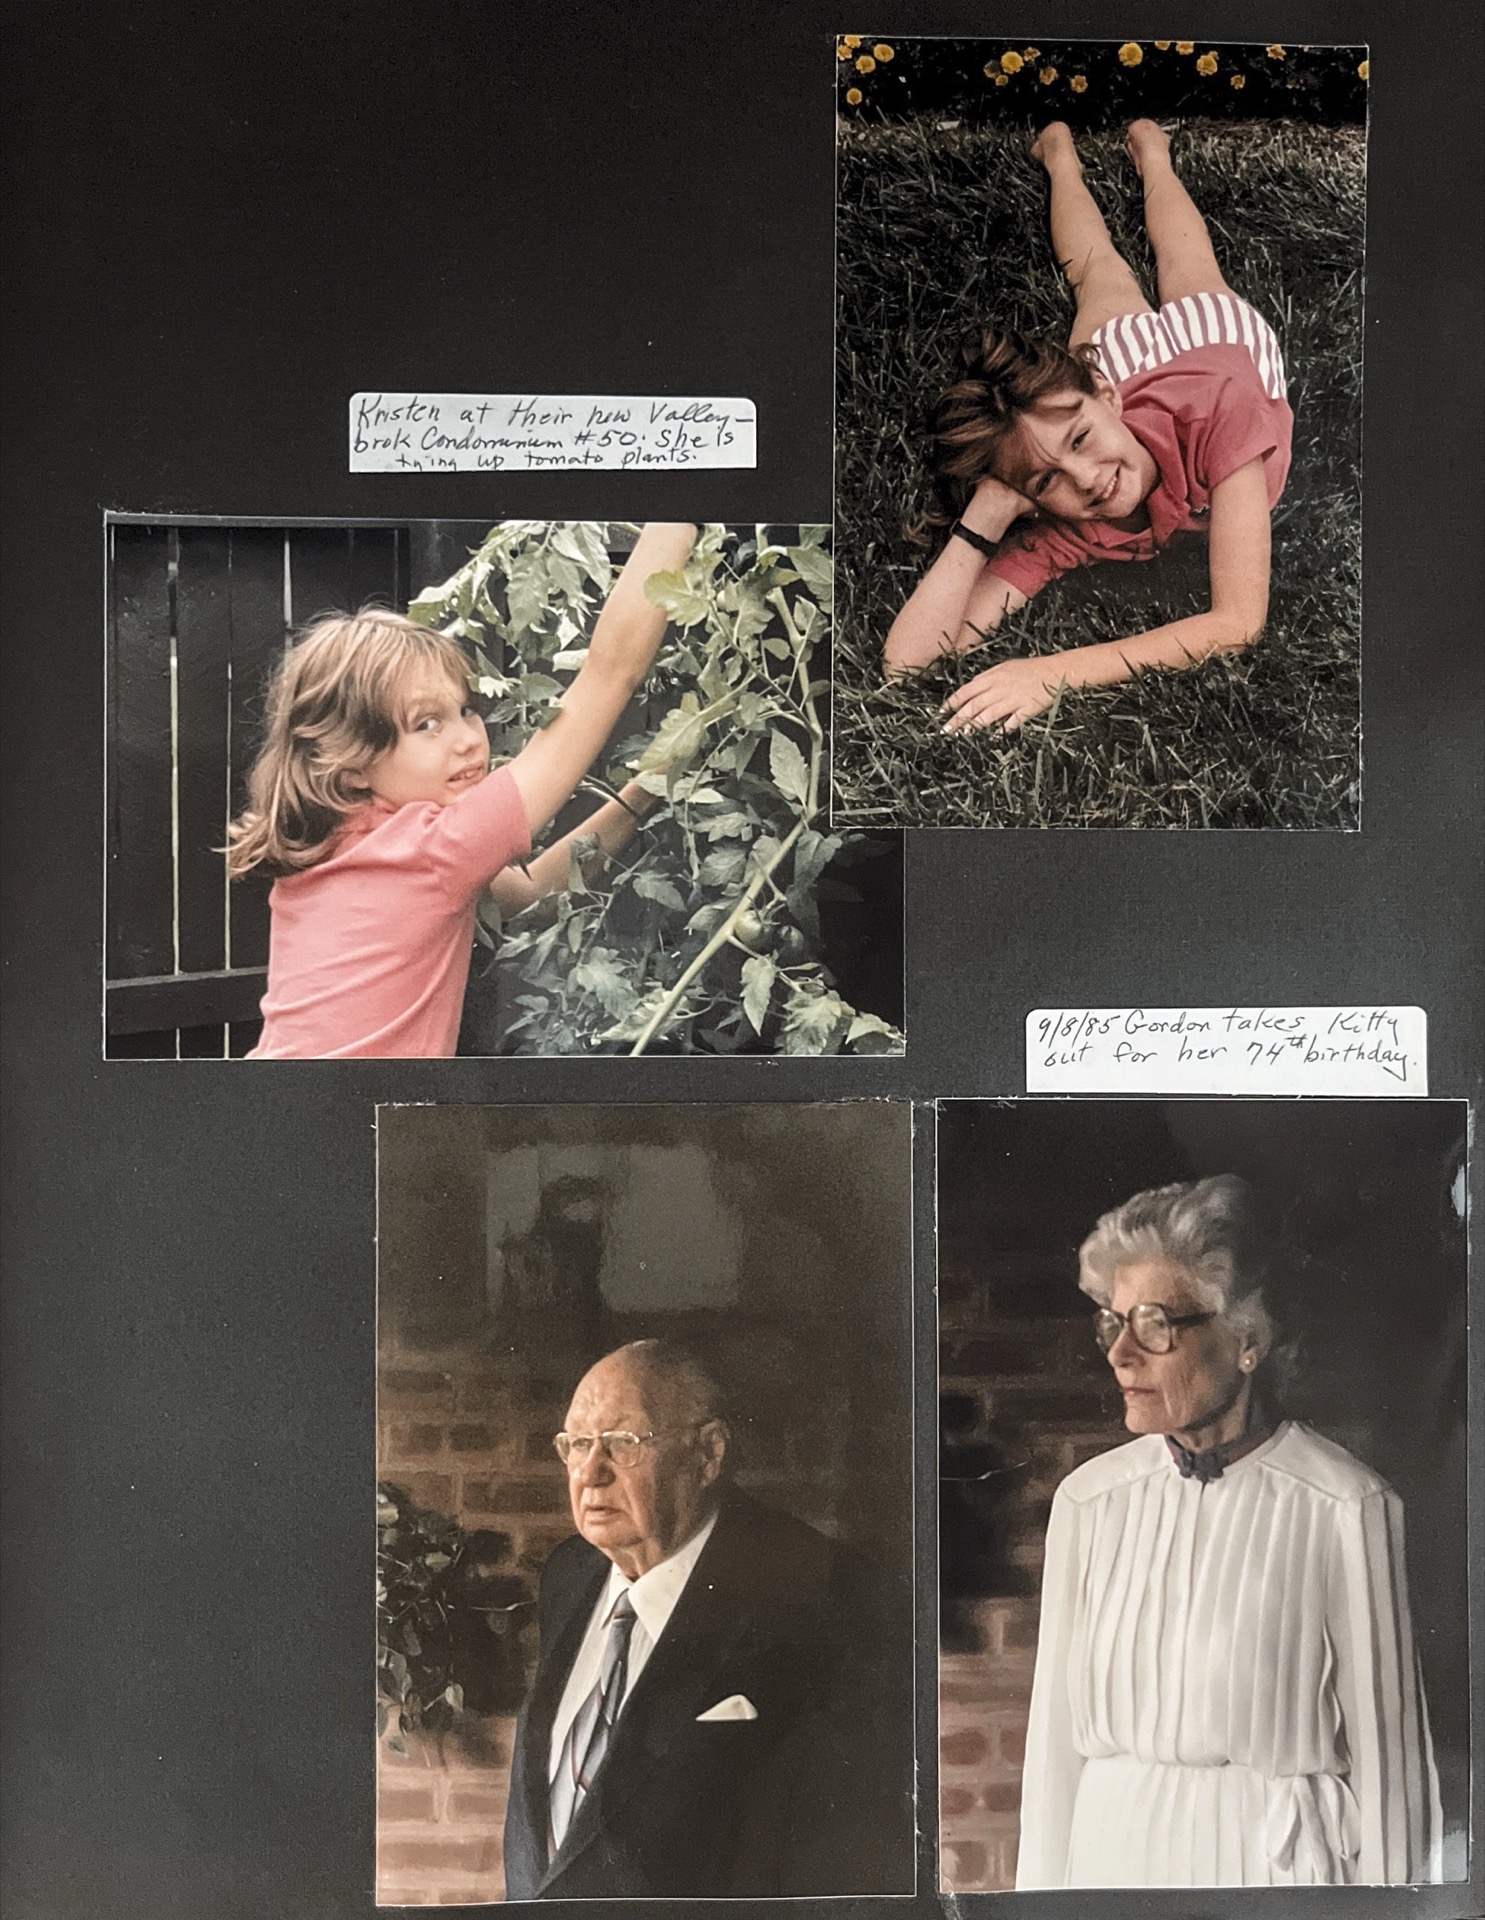 Kristen at their new Valley-
brok Condominium #50. She is
tying up tomato plants.
9/8/85 Gordon takes Kitty
out for her 74th birthday.